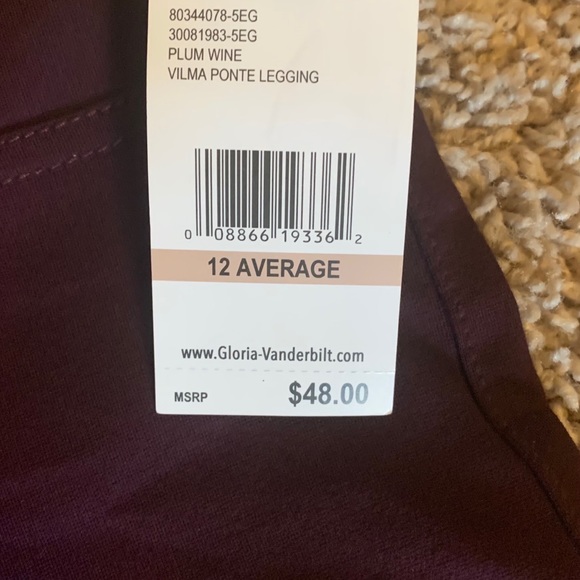 80344078-5EG
30081983-5EG
PLUM WINE
VILMA PONTE LEGGING
0 08866 19336 2
12 AVERAGE
www.Gloria-Vanderbilt.com
MSRP $48.00